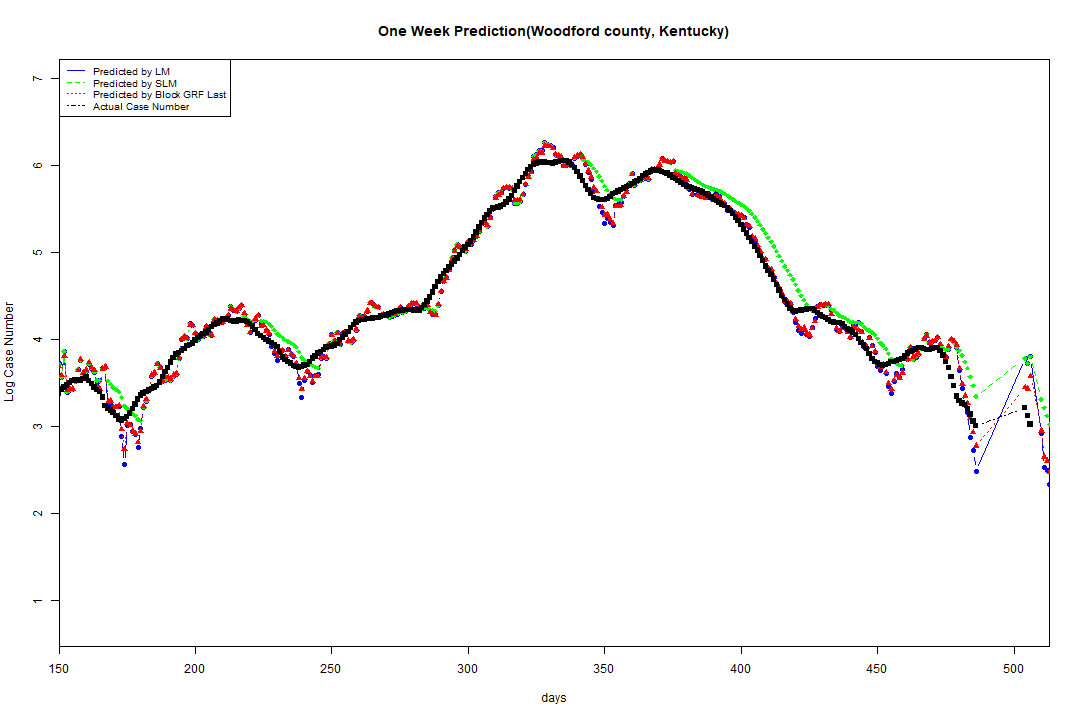 One Week Prediction(Woodford county, Kentucky)
Predicted by LM
Predicted by SLM
Predicted by Block GRF Last
Actual Case Number
7
6
5
4
3
2
1
Log Case Number
150 200 250 300 350 400 450 500
days